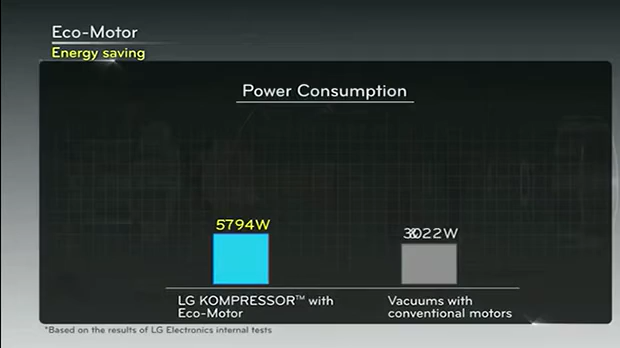 Eco-Motor
Energy saving
Power Consumption
5794W
LG KOMPRESSOR™ with
Eco-Motor
Vacuums with
conventional motors
*Based on the results of LG Electronics internal tests